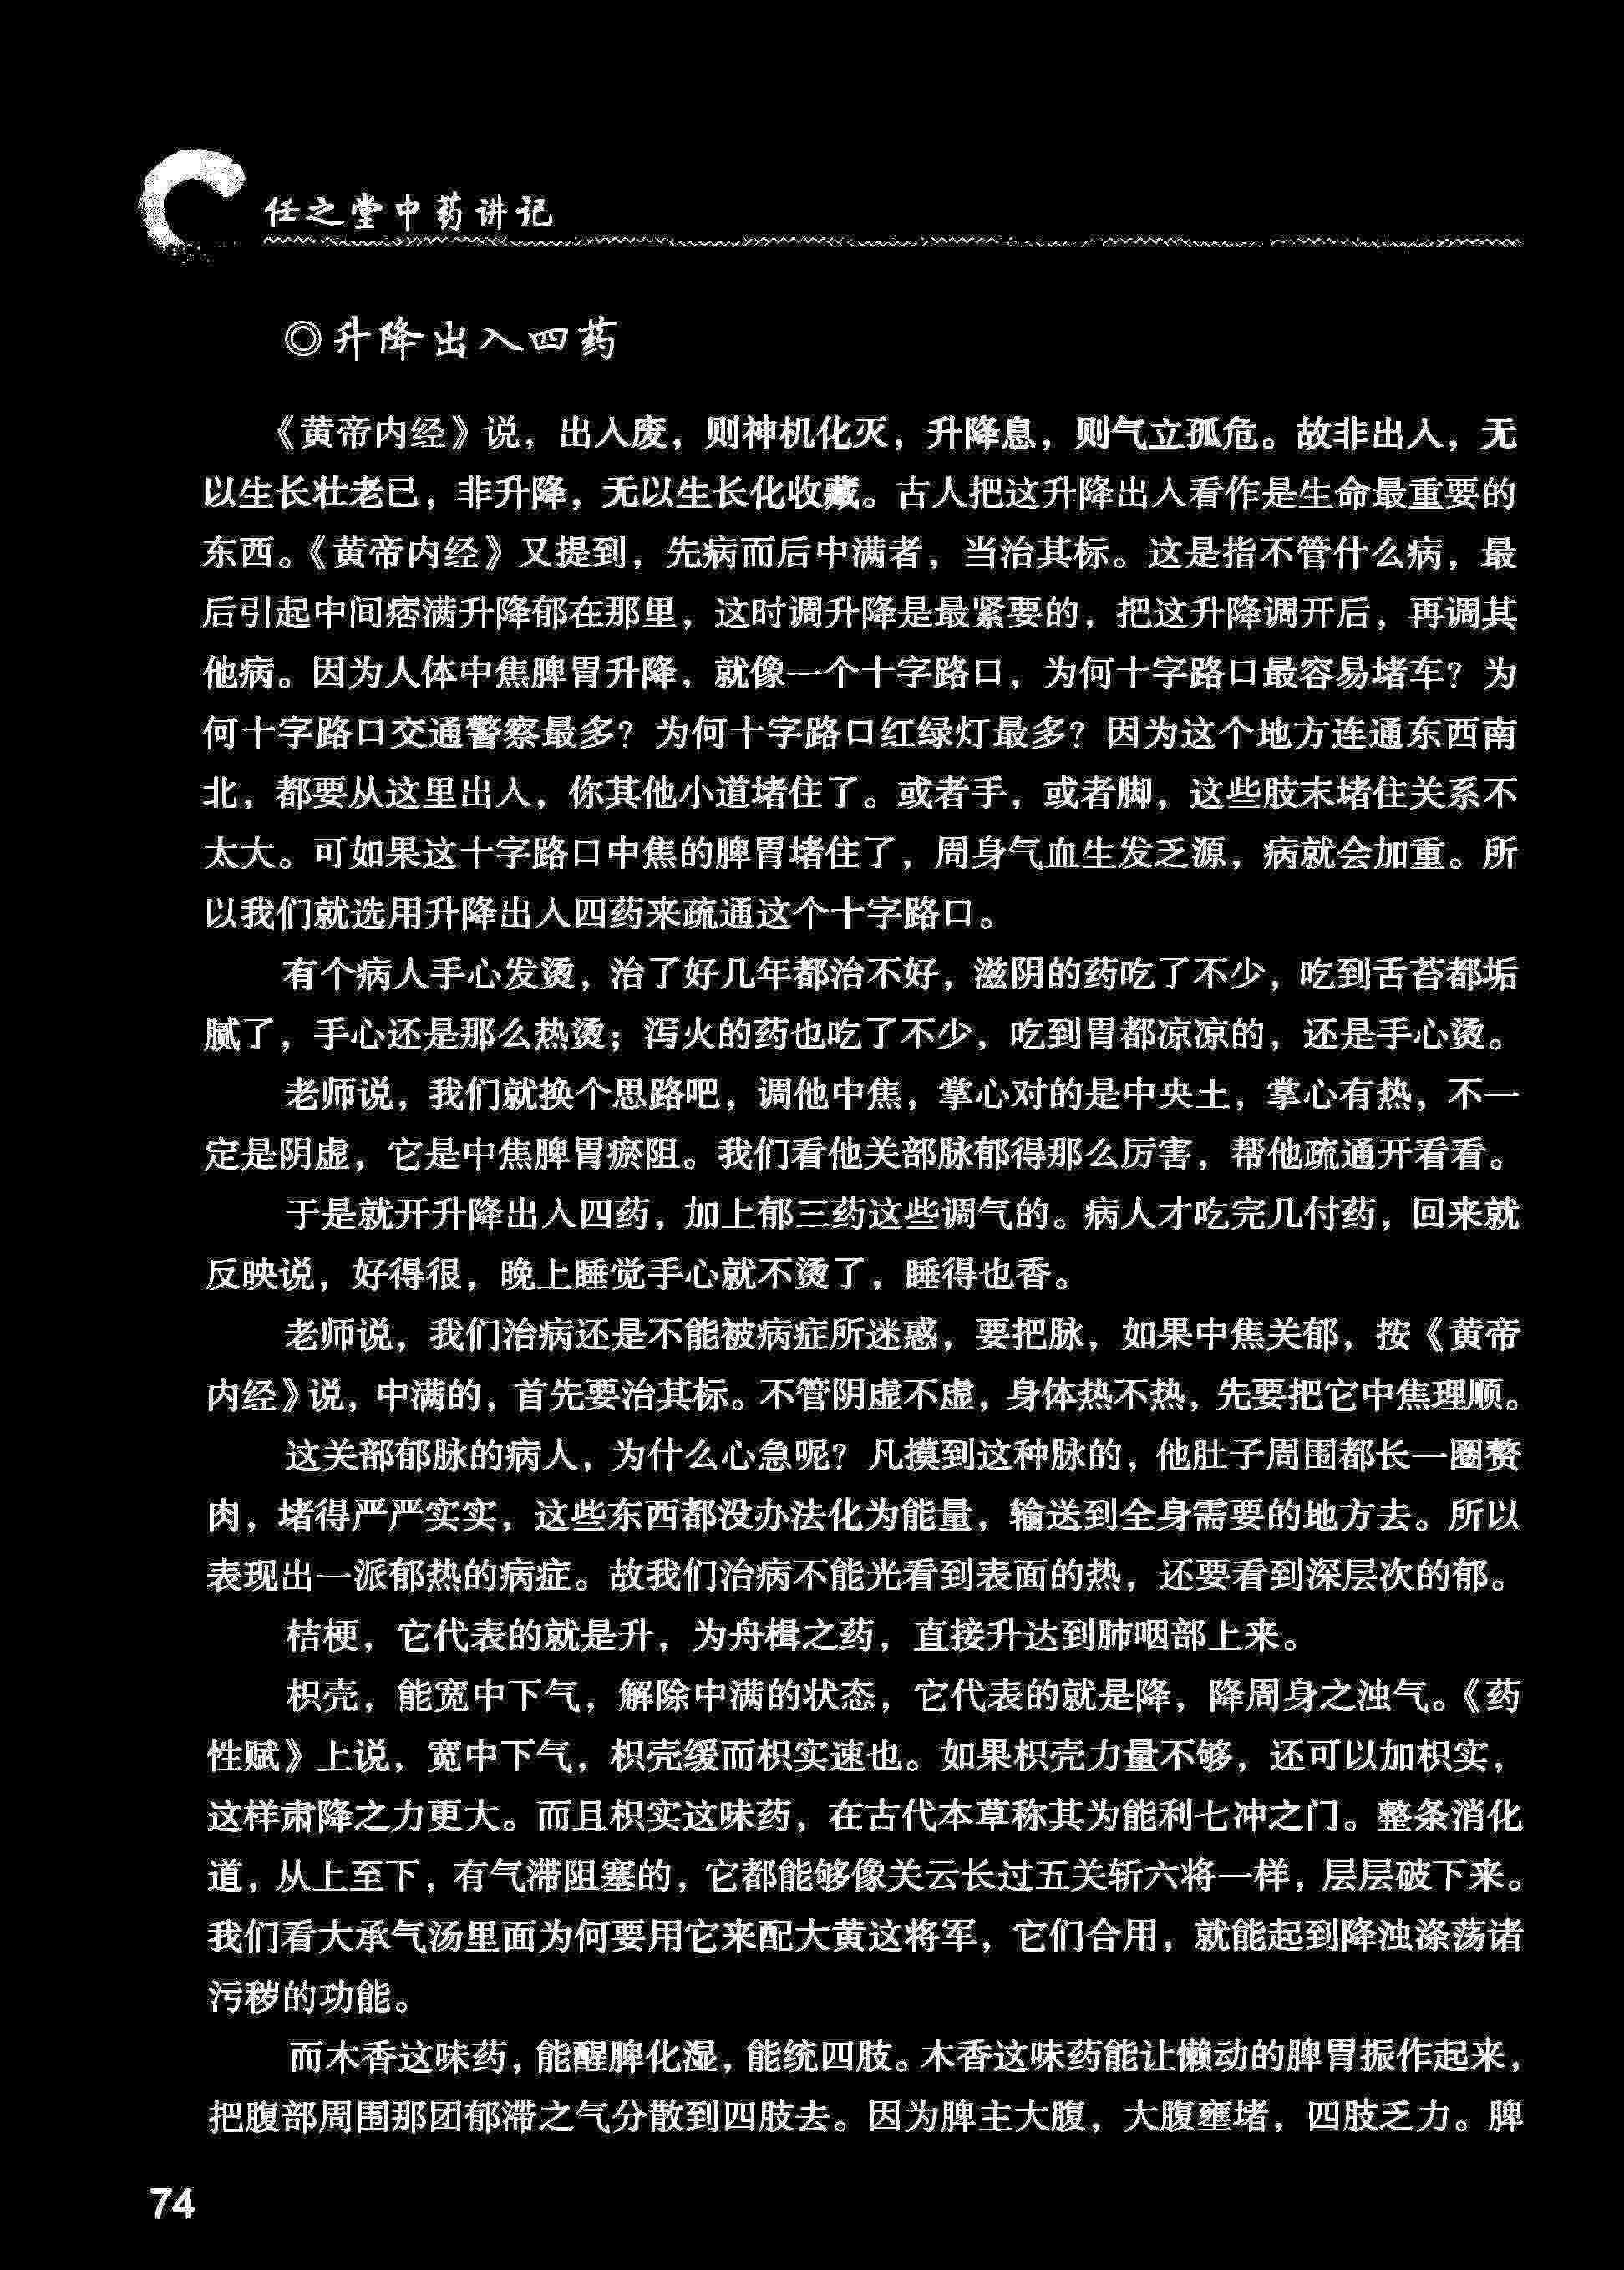 任之堂中药讲记
◎升降出入四药
《黄帝内经》说，出入废，则神机化灭，升降息，则气立孤危。故非出入，无
以生长壮老已，非升降，无以生长化收藏。古人把这升降出入看作是生命最重要的
东西。《黄帝内经》又提到，先病而后中满者，当治其标。这是指不管什么病，最
后引起中间痞满升降郁在那里，这时调升降是最紧要的，把这升降调开后，再调其
他病。因为人体中焦脾胃升降，就像一个十字路口，为何十字路口最容易堵车？为
何十字路口交通警察最多？为何十字路口红绿灯最多？因为这个地方连通东西南
北，都要从这里出入，你其他小道堵住了。或者手，或者脚，这些肢末堵住关系不
太大。可如果这十字路口中焦的脾胃堵住了，周身气血生发乏源，病就会加重。所
以我们就选用升降出入四药来疏通这个十字路口。
有个病人手心发烫，治了好几年都治不好，滋阴的药吃了不少，吃到舌苔都垢
腻了，手心还是那么热烫；泻火的药也吃了不少，吃到胃都凉凉的，还是手心烫。
老师说，我们就换个思路吧，调他中焦，掌心对的是中央土，掌心有热，不一
定是阴虚，它是中焦脾胃瘀阻。我们看他关部脉郁得那么厉害，帮他疏通开看看。
于是就开升降出入四药，加上郁三药这些调气的。病人才吃完几付药，回来就
反映说，好得很，晚上睡觉手心就不烫了，睡得也香。
老师说，我们治病还是不能被病症所迷惑，要把脉，如果中焦关郁，按《黄帝
内经》说，中满的，首先要治其标。不管阴虚不虚，身体热不热，先要把它中焦理顺。
这关部郁脉的病人，为什么心急呢？凡摸到这种脉的，他肚子周围都长一圈赘
肉，堵得严严实实，这些东西都没办法化为能量，输送到全身需要的地方去。所以
表现出一派郁热的病症。故我们治病不能光看到表面的热，还要看到深层次的郁。
桔梗，它代表的就是升，为舟楫之药，直接升达到肺咽部上来。
枳壳，能宽中下气，解除中满的状态，它代表的就是降，降周身之浊气。《药
性赋》上说，宽中下气，枳壳缓而枳实速也。如果枳壳力量不够，还可以加枳实，
这样肃降之力更大。而且枳实这味药，在古代本草称其为能利七冲之门。整条消化
道，从上至下，有气滞阻塞的，它都能够像关云长过五关斩六将一样，层层破下来。
我们看大承气汤里面为何要用它来配大黄这将军，它们合用，就能起到降浊涤荡诸
污秽的功能。
而木香这味药，能醒脾化湿，能统四肢。木香这味药能让懒动的脾胃振作起来，
把腹部周围那团郁滞之气分散到四肢去。因为脾主大腹，大腹壅堵，四肢乏力。脾
74